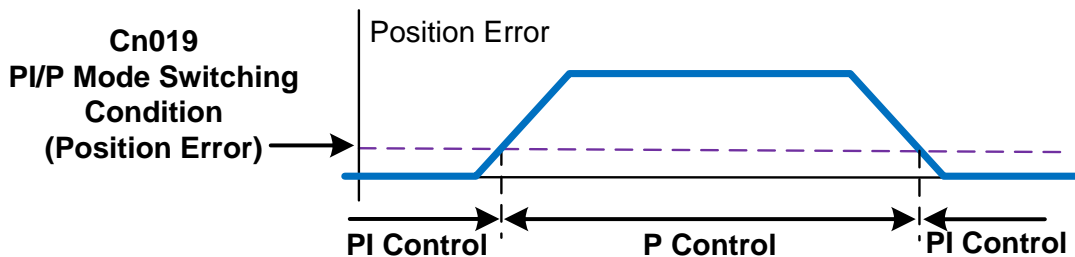 Cn019
PI/P Mode Switching
Condition
(Position Error)
Position Error
PI Control
P Control
PI Control